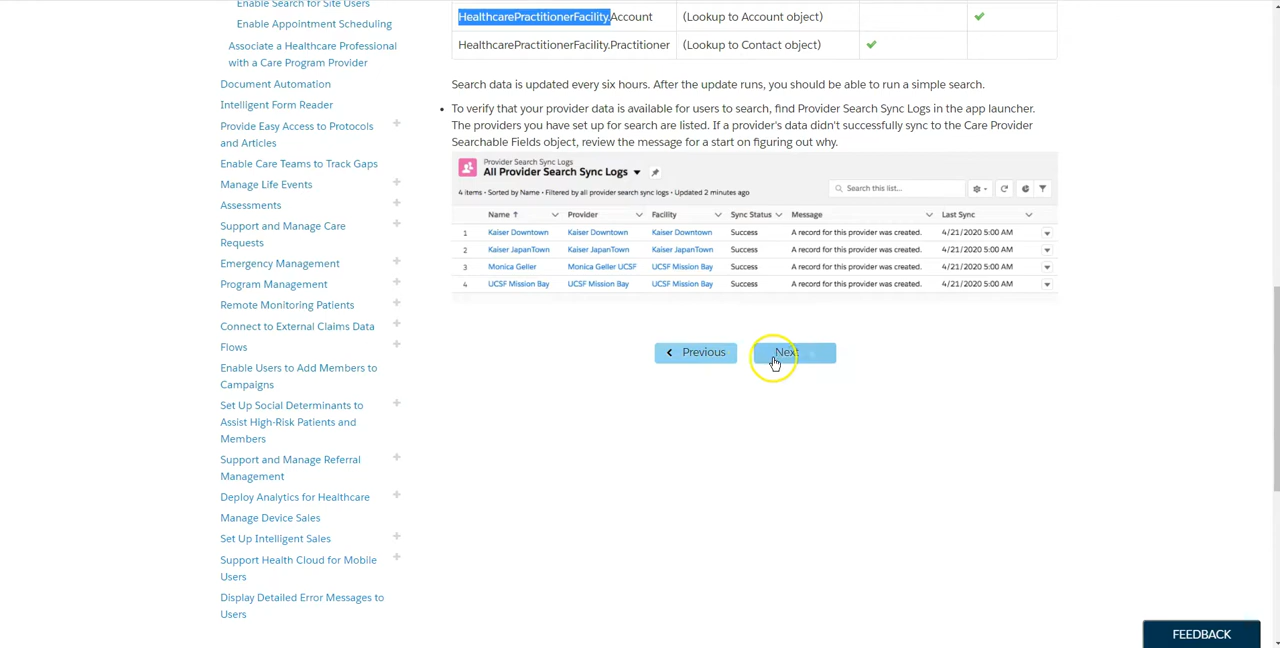 Enable Search for Site Users
Enable Appointment Scheduling
Associate a Healthcare Professional
with a Care Program Provider
Document Automation
Intelligent Form Reader
Provide Easy Access to Protocols
and Articles
Enable Care Teams to Track Gaps
Manage Life Events
Assessments
Support and Manage Care
Requests
Emergency Management
Program Management
Remote Monitoring Patients
Connect to External Claims Data
Flows
Enable Users to Add Members to
Campaigns
Set Up Social Determinants to
Assist High-Risk Patients and
Members
Support and Manage Referral
Management
Deploy Analytics for Healthcare
Manage Device Sales
Set Up Intelligent Sales
Support Health Cloud for Mobile
Users
Display Detailed Error Messages to
Users
HealthcarePractitionerFacility.Account (Lookup to Account object)
HealthcarePractitionerFacility.Practitioner (Lookup to Contact object)
Search data is updated every six hours. After the update runs, you should be able to run a simple search.
• To verify that your provider data is available for users to search, find Provider Search Sync Logs in the app launcher.
The providers you have set up for search are listed. If a provider's data didn't successfully sync to the Care Provider
Searchable Fields object, review the message for a start on figuring out why.
Provider Search Sync Logs
All Provider Search Sync Logs
4 items • Sorted by Name • Filtered by all provider search sync logs • Updated 2 minutes ago
Search this list...
Name Provider Facility Sync Status Message Last Sync
1 Kaiser Downtown Kaiser Downtown Kaiser Downtown Success A record for this provider was created. 4/21/2020 5:00 AM
2 Kaiser JapanTown Kaiser JapanTown Kaiser JapanTown Success A record for this provider was created. 4/21/2020 5:00 AM
3 Monica Geller Monica Geller UCSF UCSF Mission Bay Success A record for this provider was created. 4/21/2020 5:00 AM
4 UCSF Mission Bay UCSF Mission Bay UCSF Mission Bay Success A record for this provider was created. 4/21/2020 5:00 AM
Previous Next
FEEDBACK